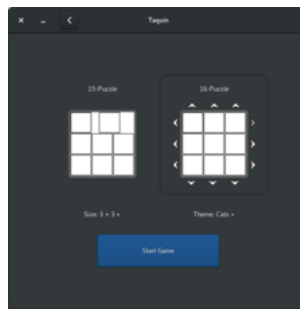 Taquin
15-Puzzle
16-Puzzle
Size: 3 × 3
Theme: Cats
Start Game